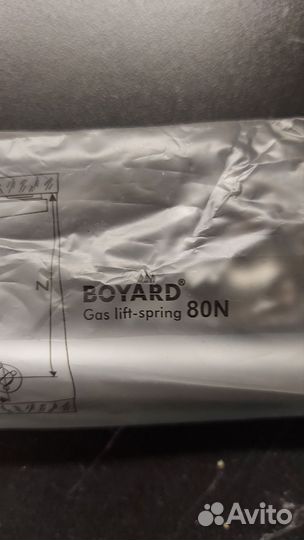 BOYARD®
Gas lift-spring 80N
Z
Avito